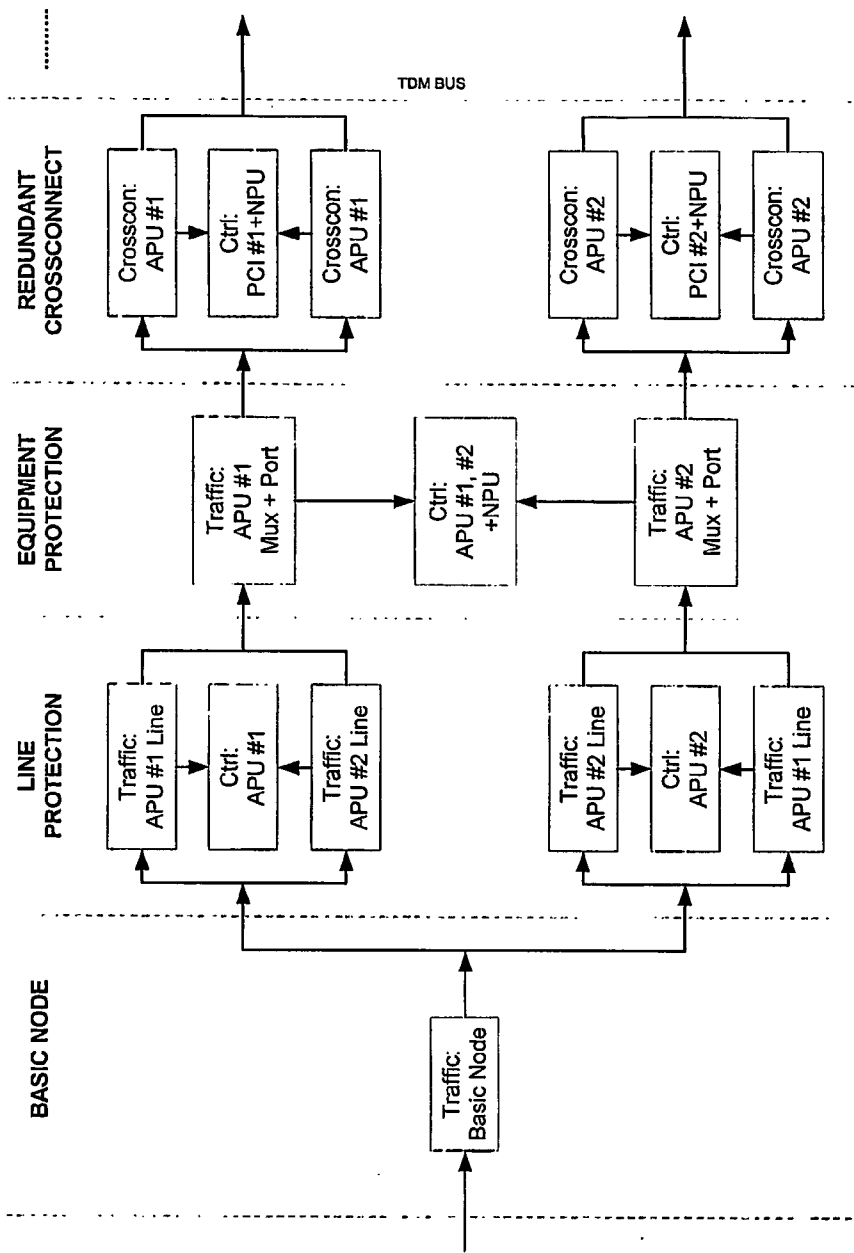 BASIC NODE
Traffic:
Basic Node
LINE
PROTECTION
Traffic:
APU #1 Line
Ctrl:
APU #1
Traffic:
APU #2 Line
Traffic:
APU #2 Line
Ctrl:
APU #2
Traffic:
APU #1 Line
EQUIPMENT
PROTECTION
Traffic:
APU #1
Mux + Port
Ctrl:
APU #1, #2
+NPU
Traffic:
APU #2
Mux + Port
REDUNDANT
CROSSCONNECT
Crosscon:
APU #1
Ctrl:
PCI #1+NPU
Crosscon:
APU #1
Crosscon:
APU #2
Ctrl:
PCI #2+NPU
Crosscon:
APU #2
TDM BUS